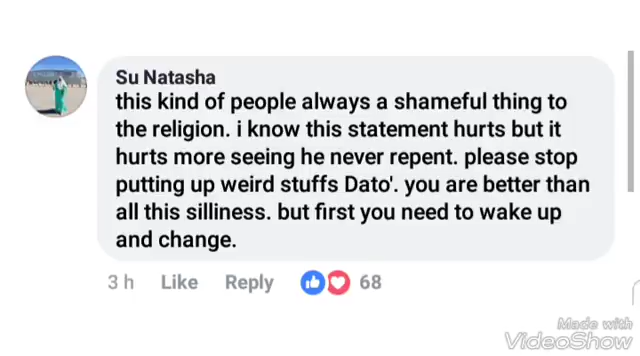 Su Natasha
this kind of people always a shameful thing to
the religion. i know this statement hurts but it
hurts more seeing he never repent. please stop
putting up weird stuffs Dato'. you are better than
all this silliness. but first you need to wake up
and change.
3 h Like Reply 68
Made with
VideoShow